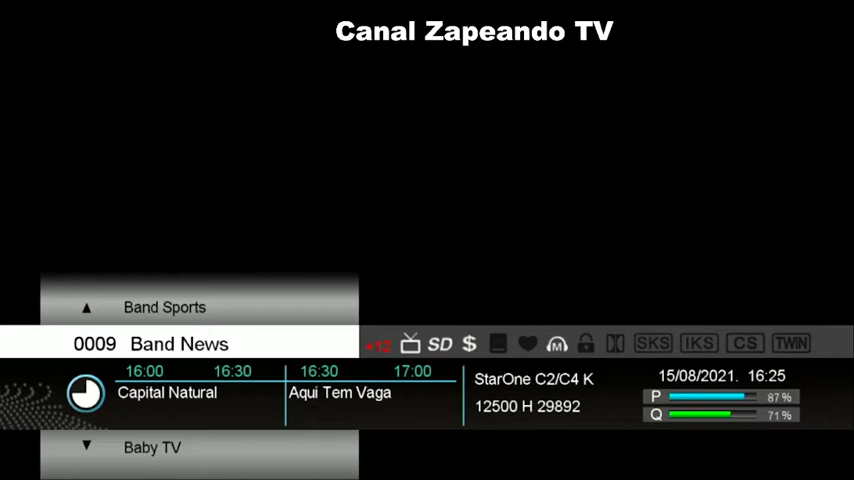 Canal Zapeando TV
Band Sports
0009 Band News
+12 SD $ M SKS IKS CS TWIN
16:00 16:30 16:30 17:00
Capital Natural Aqui Tem Vaga
StarOne C2/C4 K
12500 H 29892
15/08/2021. 16:25
P 87%
Q 71%
Baby TV